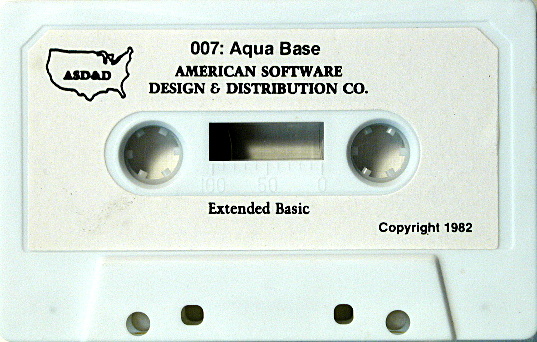 007: Aqua Base
ASD&D
AMERICAN SOFTWARE
DESIGN & DISTRIBUTION CO.
100 50 0
Extended Basic
Copyright 1982